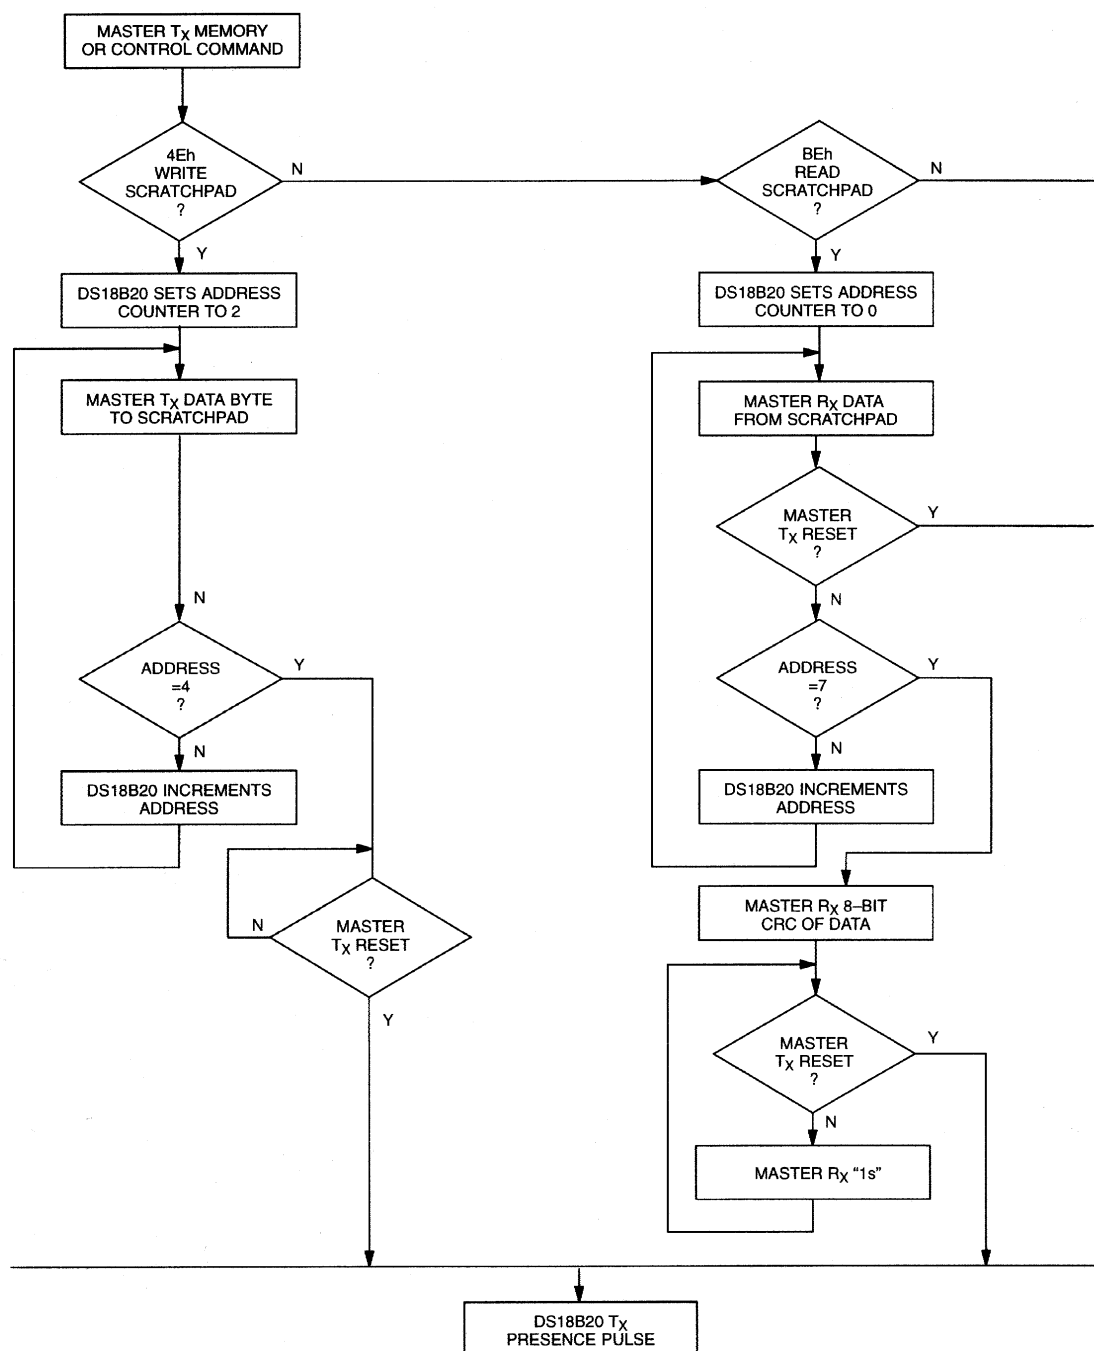 MASTER TX MEMORY
OR CONTROL COMMAND
4Eh
WRITE
SCRATCHPAD
?
N
Y
DS18B20 SETS ADDRESS
COUNTER TO 2
MASTER TX DATA BYTE
TO SCRATCHPAD
N
ADDRESS
=4
?
Y
N
DS18B20 INCREMENTS
ADDRESS
MASTER
TX RESET
?
N
Y
BEh
READ
SCRATCHPAD
?
N
Y
DS18B20 SETS ADDRESS
COUNTER TO 0
MASTER RX DATA
FROM SCRATCHPAD
MASTER
TX RESET
?
Y
N
ADDRESS
=7
?
Y
N
DS18B20 INCREMENTS
ADDRESS
MASTER RX 8–BIT
CRC OF DATA
MASTER
TX RESET
?
Y
N
MASTER RX “1s”
DS18B20 TX
PRESENCE PULSE